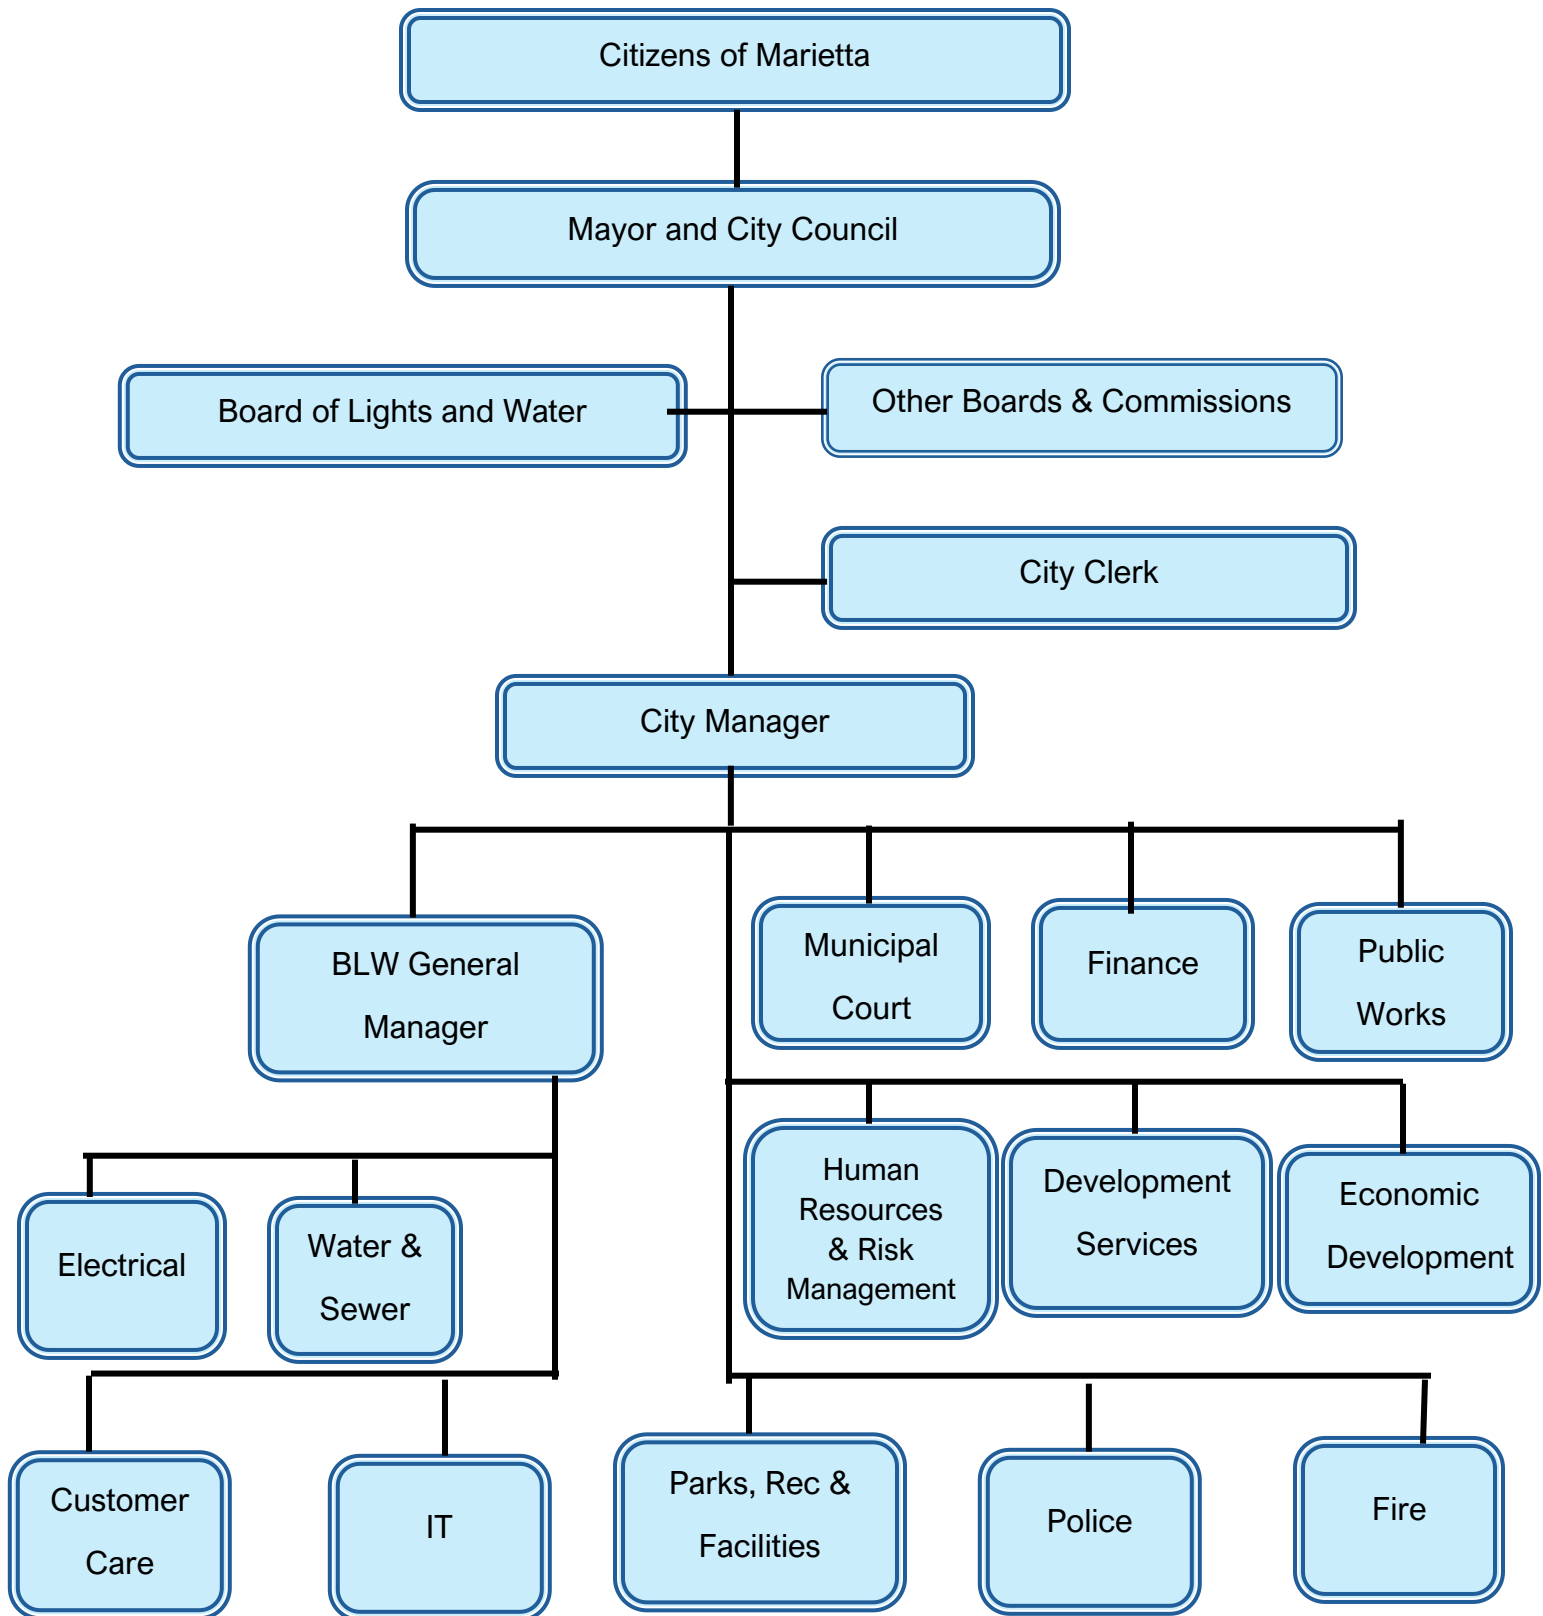 Citizens of Marietta
Mayor and City Council
Board of Lights and Water
Other Boards & Commissions
City Clerk
City Manager
BLW General
Manager
Municipal
Court
Finance
Public
Works
Electrical
Water &
Sewer
Human
Resources
& Risk
Management
Development
Services
Economic
Development
Customer
Care
IT
Parks, Rec &
Facilities
Police
Fire